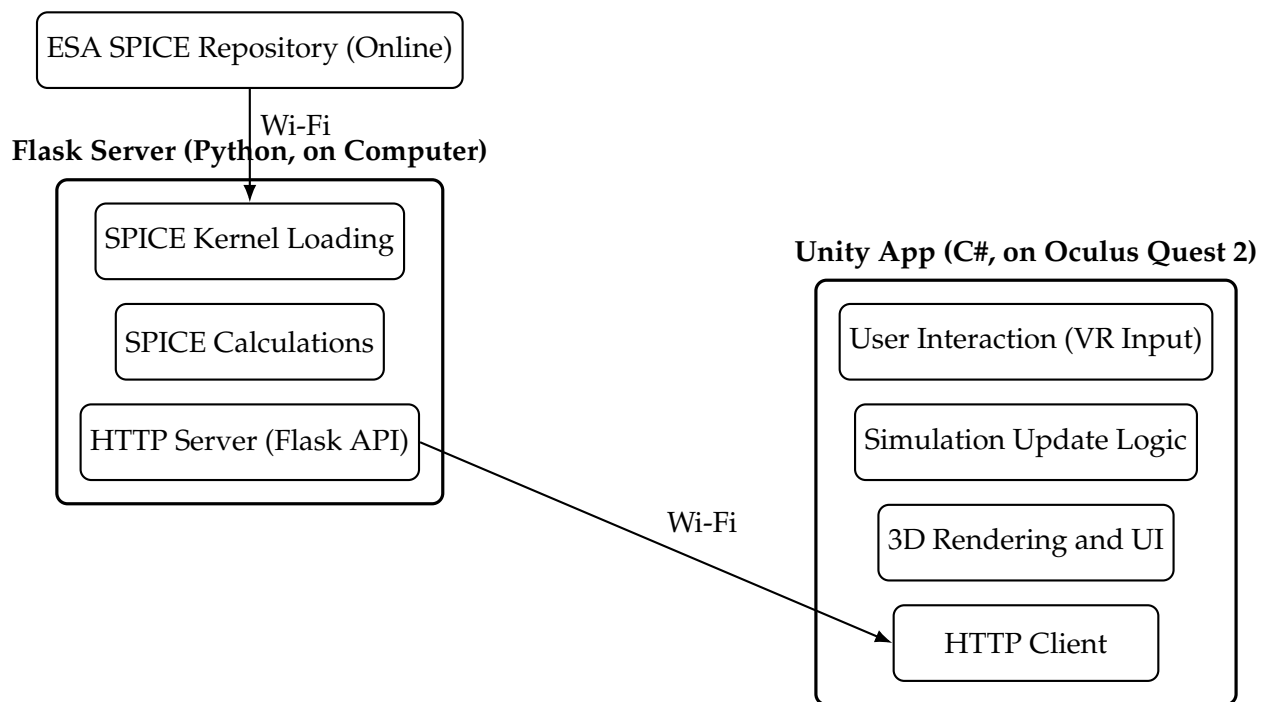 ESA SPICE Repository (Online)
Wi-Fi
Flask Server (Python, on Computer)
SPICE Kernel Loading
SPICE Calculations
HTTP Server (Flask API)
Wi-Fi
Unity App (C#, on Oculus Quest 2)
User Interaction (VR Input)
Simulation Update Logic
3D Rendering and UI
HTTP Client